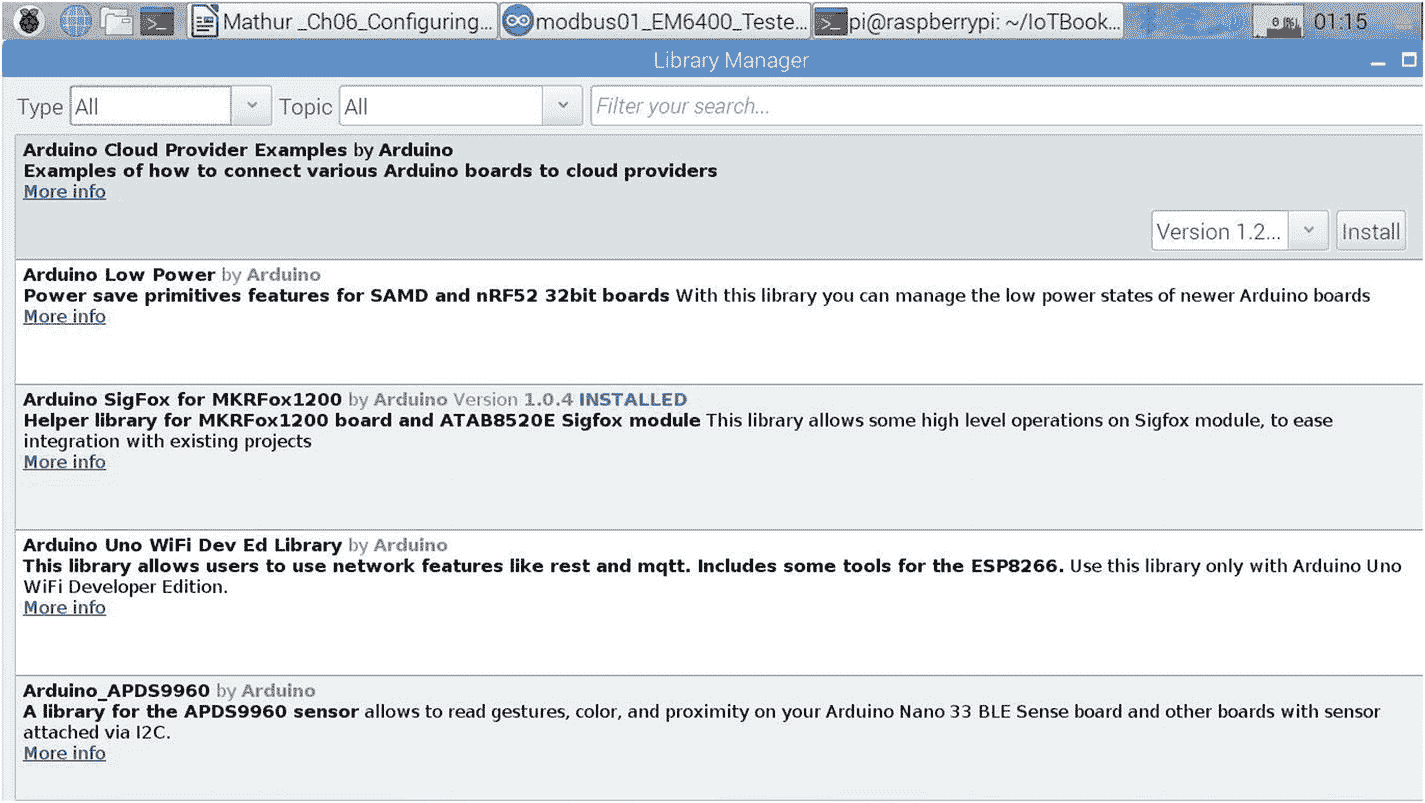 Mathur _Ch06_Configuring... modbus01_EM6400_Teste... pi@raspberrypi: ~/IoTBook... 01:15
Library Manager
Type All Topic All Filter your search...
Arduino Cloud Provider Examples by Arduino
Examples of how to connect various Arduino boards to cloud providers
More info
Version 1.2... Install
Arduino Low Power by Arduino
Power save primitives features for SAMD and nRF52 32bit boards With this library you can manage the low power states of newer Arduino boards
More info
Arduino SigFox for MKRFox1200 by Arduino Version 1.0.4 INSTALLED
Helper library for MKRFox1200 board and ATAB8520E Sigfox module This library allows some high level operations on Sigfox module, to ease
integration with existing projects
More info
Arduino Uno WiFi Dev Ed Library by Arduino
This library allows users to use network features like rest and mqtt. Includes some tools for the ESP8266. Use this library only with Arduino Uno
WiFi Developer Edition.
More info
Arduino_APDS9960 by Arduino
A library for the APDS9960 sensor allows to read gestures, color, and proximity on your Arduino Nano 33 BLE Sense board and other boards with sensor
attached via I2C.
More info